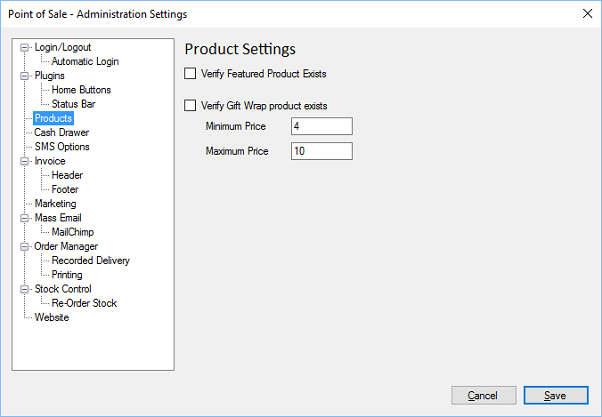 Point of Sale - Administration Settings
Login/Logout
Automatic Login
Plugins
Home Buttons
Status Bar
Products
Cash Drawer
SMS Options
Invoice
Header
Footer
Marketing
Mass Email
MailChimp
Order Manager
Recorded Delivery
Printing
Stock Control
Re-Order Stock
Website
Product Settings
Verify Featured Product Exists
Verify Gift Wrap product exists
Minimum Price 4
Maximum Price 10
Cancel Save